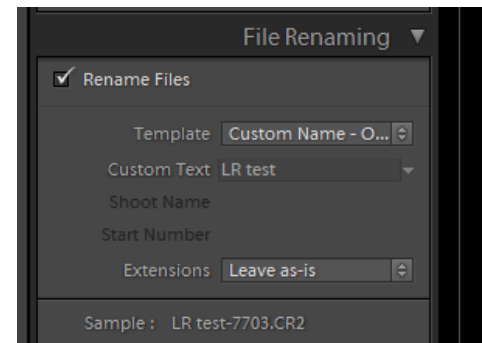 File Renaming
Rename Files
Template Custom Name - O...
Custom Text LR test
Shoot Name
Start Number
Extensions Leave as-is
Sample : LR test-7703.CR2